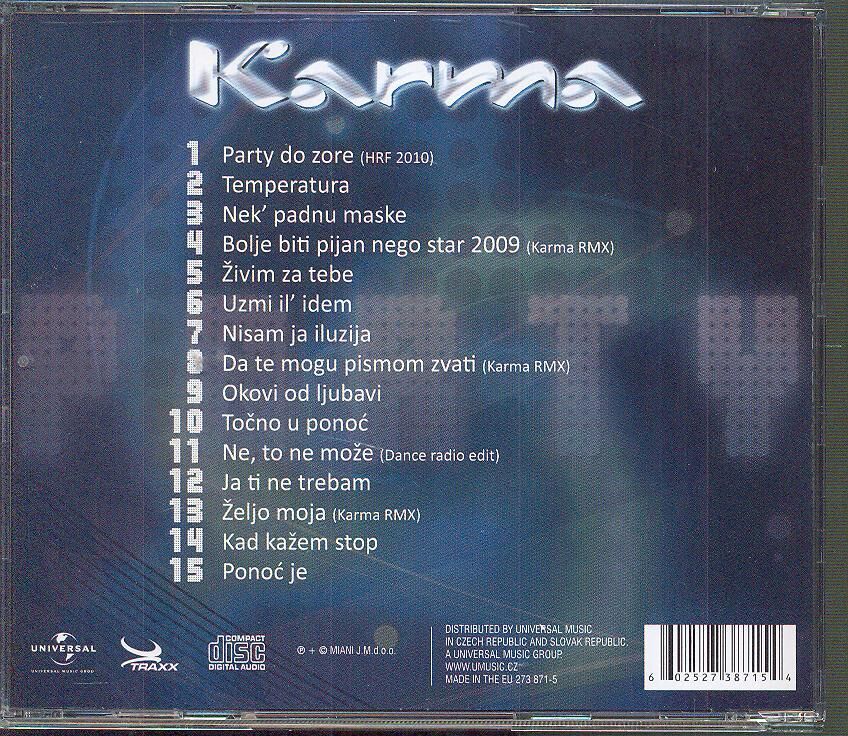 Karma
1 Party do zore (HRF 2010)
2 Temperatura
3 Nek' padnu maske
4 Bolje biti pijan nego star 2009 (Karma RMX)
5 Živim za tebe
6 Uzmi il' idem
7 Nisam ja iluzija
8 Da te mogu pismom zvati (Karma RMX)
9 Okovi od ljubavi
10 Točno u ponoć
11 Ne, to ne može (Dance radio edit)
12 Ja ti ne trebam
13 Željo moja (Karma RMX)
14 Kad kažem stop
15 Ponoć je
PARTY
UNIVERSAL
UNIVERSAL MUSIC GROUP
TRAXX
COMPACT
disc
DIGITAL AUDIO
℗ + © MIANI J.M.d.o.o.
DISTRIBUTED BY UNIVERSAL MUSIC
IN CZECH REPUBLIC AND SLOVAK REPUBLIC.
A UNIVERSAL MUSIC GROUP.
WWW.UMUSIC.CZ
MADE IN THE EU 273 871-5
6 02527 38715 4